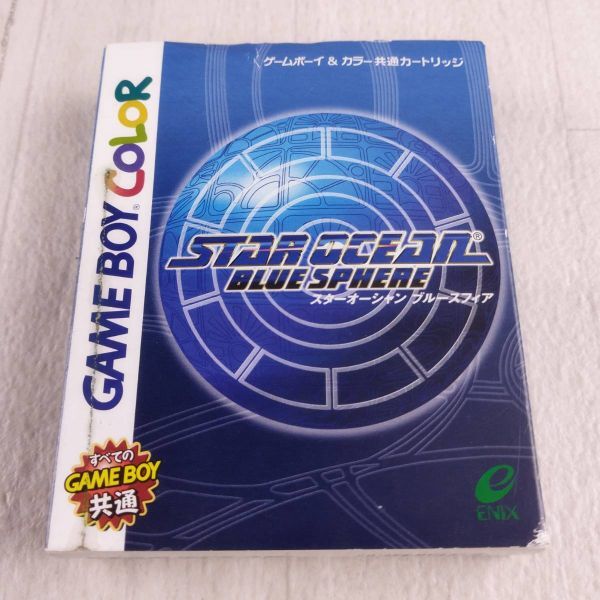 ゲームボーイ & カラー共通カートリッジ
GAME BOY COLOR
STAR OCEAN®
BLUE SPHERE
スターオーシャン ブルースフィア
すべての
GAME BOY
共通
e
ENIX